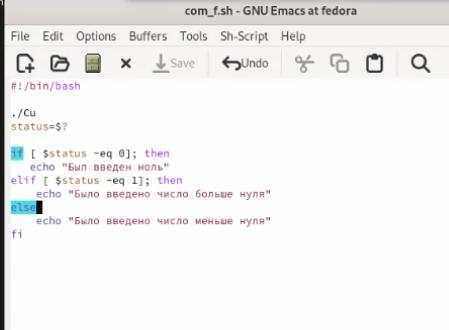 com_f.sh - GNU Emacs at fedora
File Edit Options Buffers Tools Sh-Script Help
Save Undo
#!/bin/bash
./Cu
status=$?
if [ $status -eq 0]; then
echo "Был введен ноль"
elif [ $status -eq 1]; then
echo "Было введено число больше нуля"
else
echo "Было введено число меньше нуля"
fi